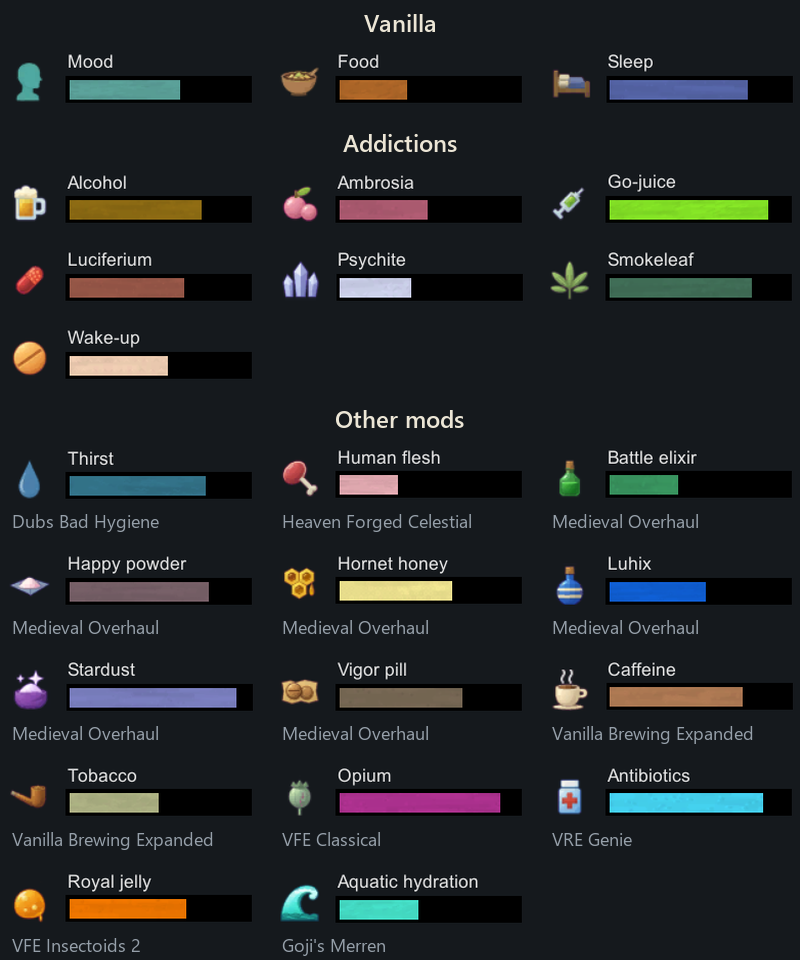 Vanilla
Mood Food Sleep
Addictions
Alcohol Ambrosia Go-juice
Luciferium Psychite Smokeleaf
Wake-up
Other mods
Thirst Human flesh Battle elixir
Dubs Bad Hygiene Heaven Forged Celestial Medieval Overhaul
Happy powder Hornet honey Luhix
Medieval Overhaul Medieval Overhaul Medieval Overhaul
Stardust Vigor pill Caffeine
Medieval Overhaul Medieval Overhaul Vanilla Brewing Expanded
Tobacco Opium Antibiotics
Vanilla Brewing Expanded VFE Classical VRE Genie
Royal jelly Aquatic hydration
VFE Insectoids 2 Goji's Merren